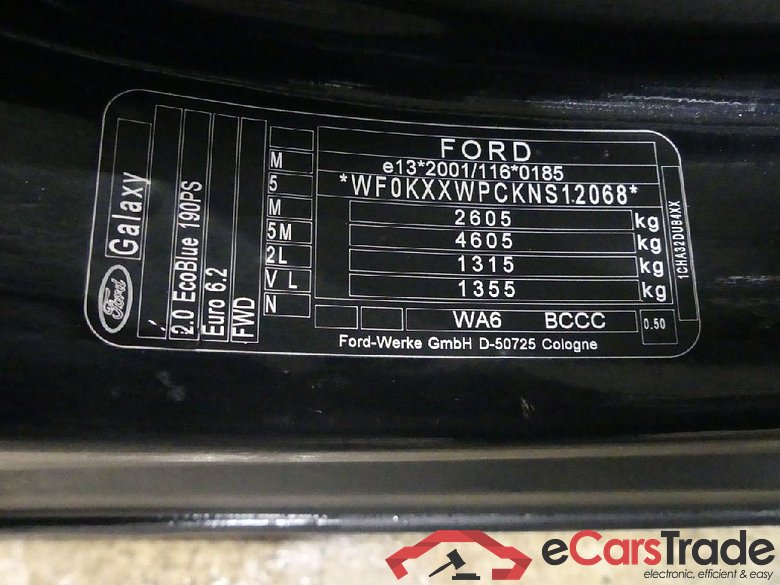 FORD
e13*2001/116*0185
*WF0KXXWPCKNS12068*
2605 kg
4605 kg
1315 kg
1355 kg
WA6 BCCC 0.50
Ford-Werke GmbH D-50725 Cologne
1CHA32DUB4XX
M
5
M
5M
2L
V L
N
FWD
Euro 6.2
2.0 EcoBlue 190PS
Galaxy
Ford
eCarsTrade
electronic, efficient & easy